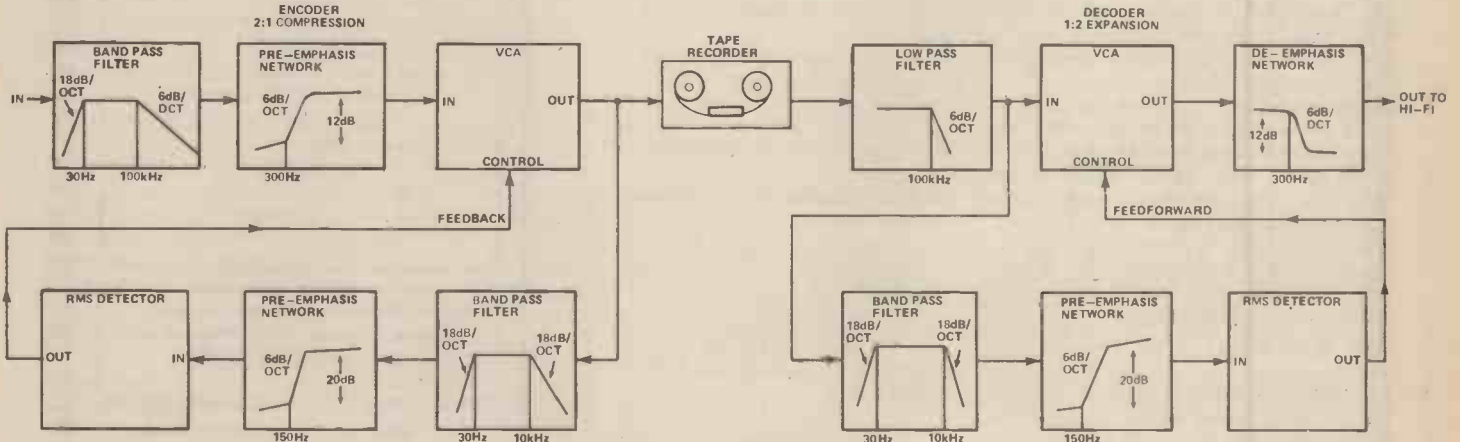 ENCODER
2:1 COMPRESSION
BAND PASS
FILTER
18dB/
OCT
6dB/
DCT
IN
30Hz
100kHz
PRE-EMPHASIS
NETWORK
6dB/
OCT
12dB
300Hz
VCA
IN
OUT
CONTROL
FEEDBACK
RMS DETECTOR
OUT
IN
PRE-EMPHASIS
NETWORK
6dB/
OCT
20dB
150Hz
BAND PASS
FILTER
18dB/
OCT
18dB/
OCT
30Hz
10kHz
TAPE
RECORDER
DECODER
1:2 EXPANSION
LOW PASS
FILTER
6dB/
OCT
100kHz
VCA
IN
OUT
CONTROL
DE-EMPHASIS
NETWORK
12dB
6dB/
DCT
300Hz
OUT TO
HI-FI
FEEDFORWARD
BAND PASS
FILTER
18dB/
OCT
18dB/
OCT
30Hz
10kHz
PRE-EMPHASIS
NETWORK
6dB/
OCT
20dB
150Hz
RMS DETECTOR
IN
OUT